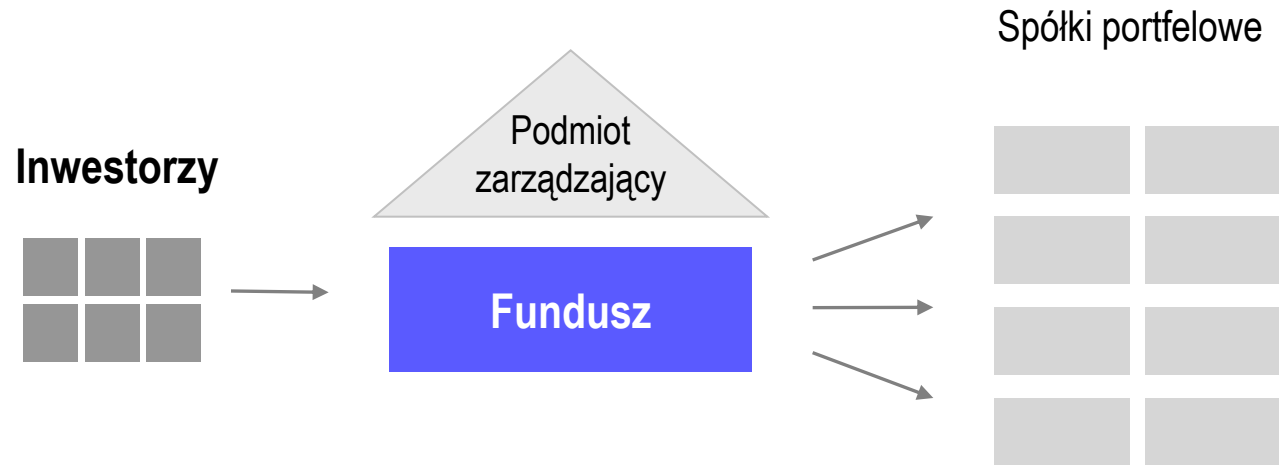 Spółki portfelowe
Podmiot
zarządzający
Inwestorzy
Fundusz